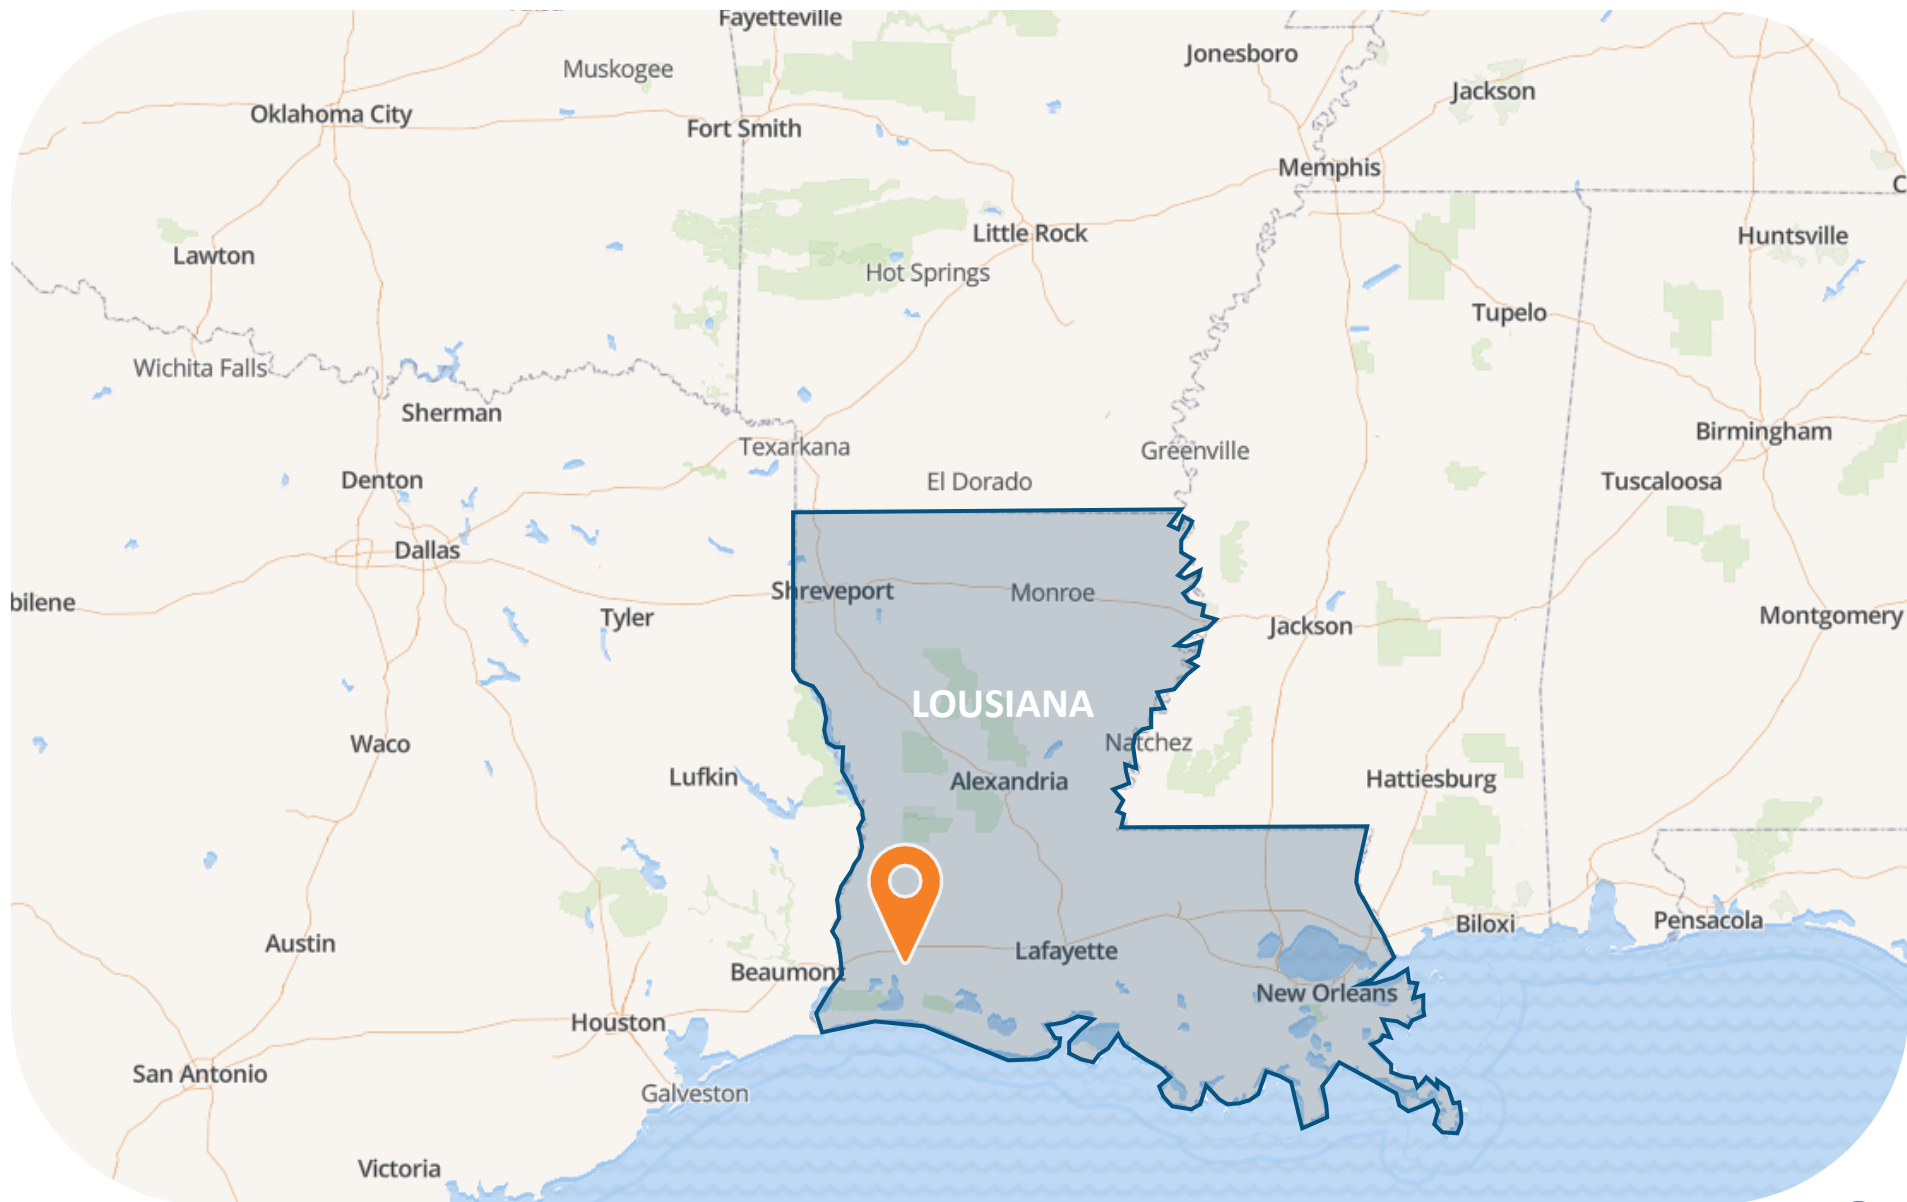 Fayetteville
Jonesboro
Muskogee
Jackson
Oklahoma City
Fort Smith
Memphis
Little Rock
Huntsville
Lawton
Hot Springs
Tupelo
Wichita Falls
Sherman
Birmingham
Texarkana
Greenville
Denton
El Dorado
Tuscaloosa
Dallas
Shreveport
Monroe
bilene
Tyler
Jackson
Montgomery
LOUSIANA
Waco
Natchez
Lufkin
Alexandria
Hattiesburg
Biloxi
Pensacola
Austin
Lafayette
Beaumont
New Orleans
Houston
San Antonio
Galveston
Victoria